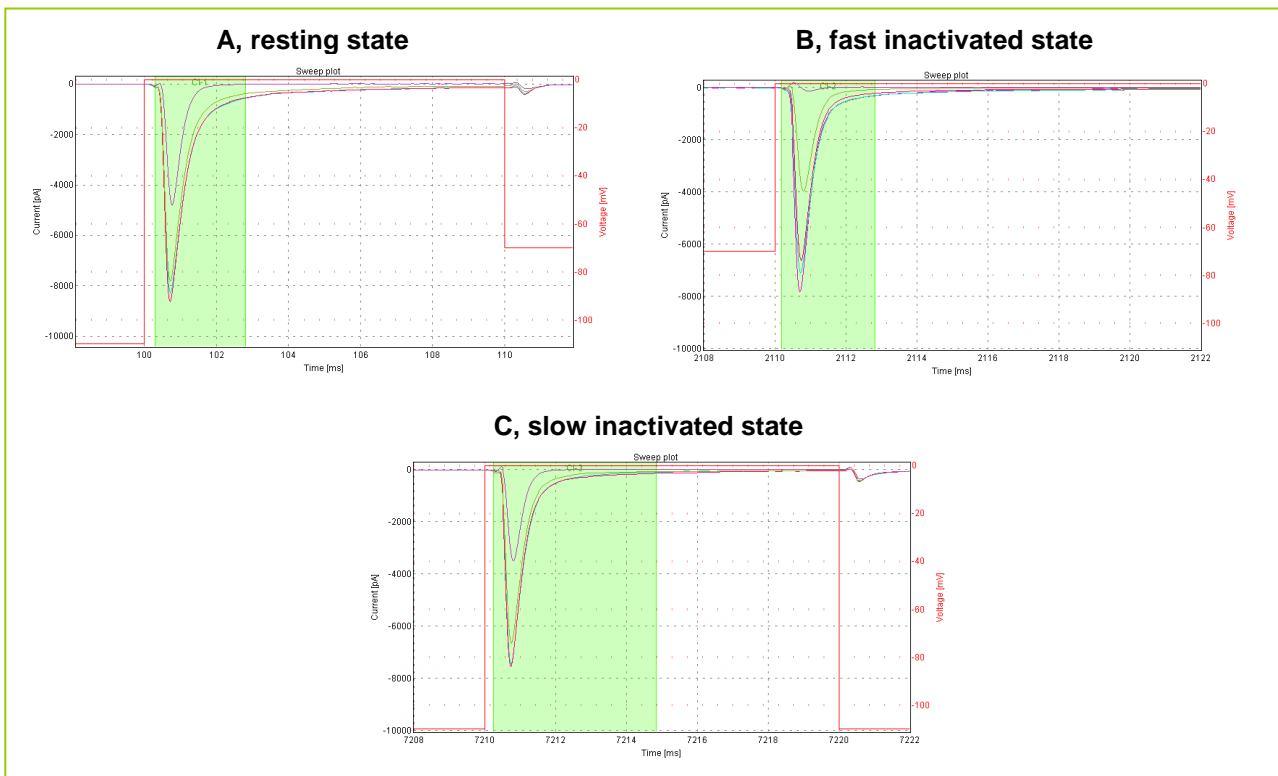 A, resting state
Sweep plot
Ct-1
0
-2000
-4000
-6000
-8000
-10000
Current [pA]
0
-20
-40
-60
-80
-100
Voltage [mV]
100 102 104 106 108 110
Time [ms]
B, fast inactivated state
Sweep plot
Ct-2
0
-2000
-4000
-6000
-8000
-10000
Current [pA]
0
-20
-40
-60
-80
-100
Voltage [mV]
2108 2110 2112 2114 2116 2118 2120 2122
Time [ms]
C, slow inactivated state
Sweep plot
Ct-3
0
-2000
-4000
-6000
-8000
-10000
Current [pA]
0
-20
-40
-60
-80
-100
Voltage [mV]
7208 7210 7212 7214 7216 7218 7220 7222
Time [ms]